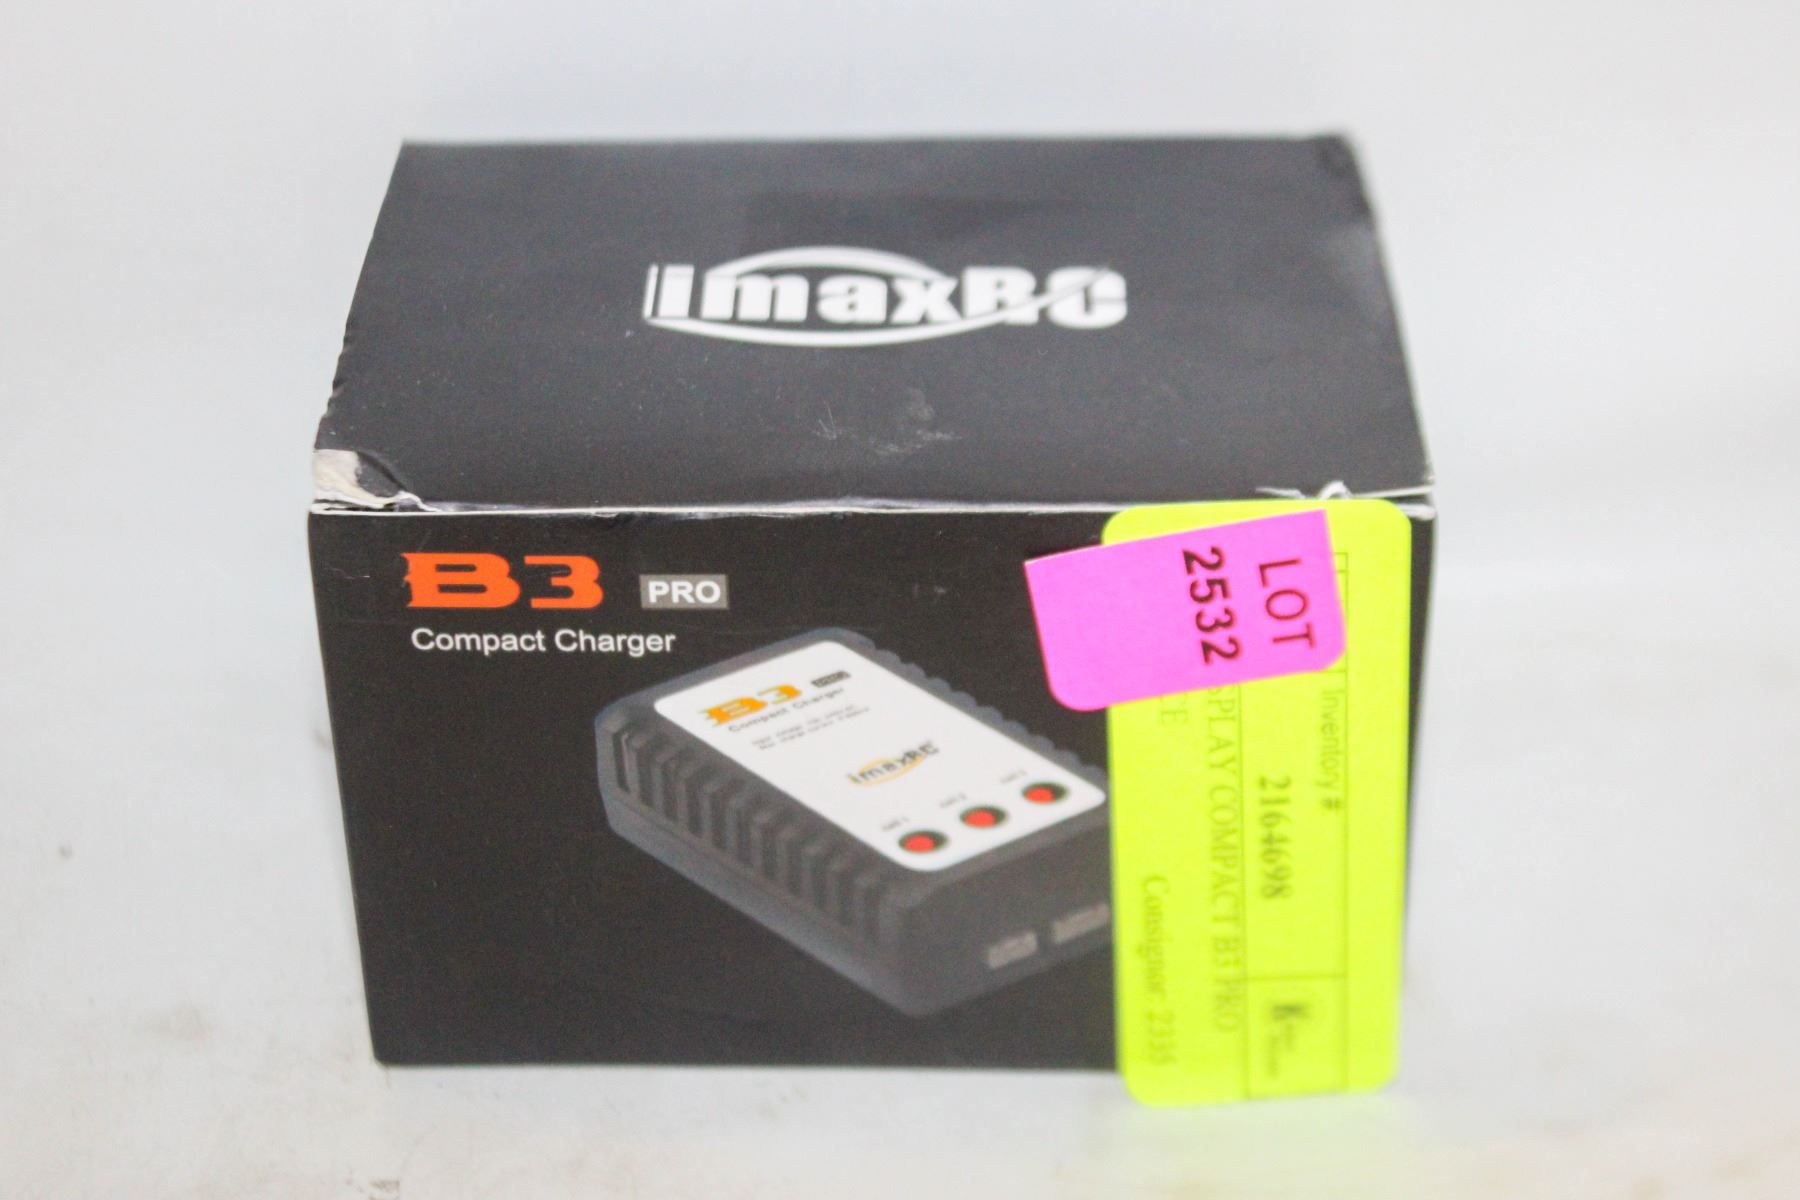 imaxRC
B3 PRO
Compact Charger
B3
Compact Charger
imaxRC
LOT
2532
Inventory #
2164698
SPLAY COMPACT B3 PRO
CE
Consignor: 2335